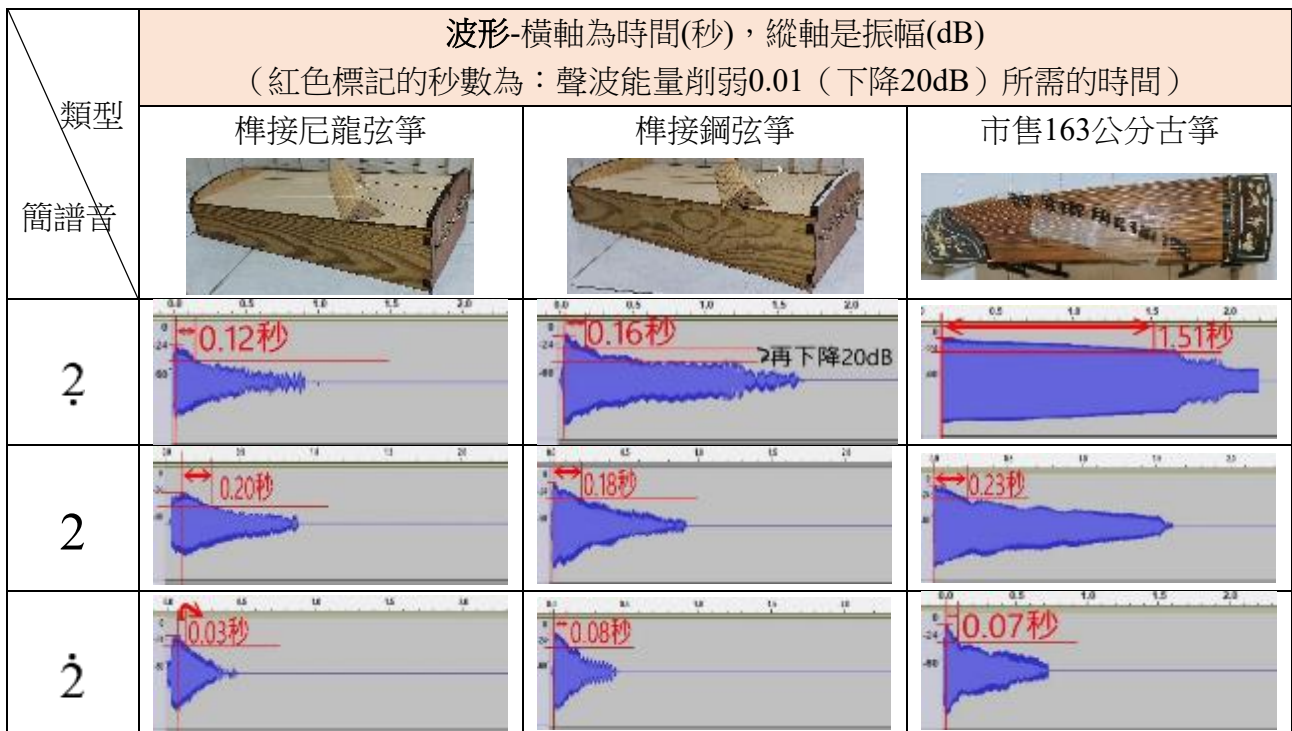 波形-橫軸為時間(秒)，縱軸是振幅(dB)
（紅色標記的秒數為：聲波能量削弱0.01（下降20dB）所需的時間）
類型
簡譜音
榫接尼龍弦箏
榫接鋼弦箏
市售163公分古箏
2̣
0.12秒
0.16秒
再下降20dB
1.51秒
2
0.20秒
0.18秒
0.23秒
2̇
0.03秒
0.08秒
0.07秒